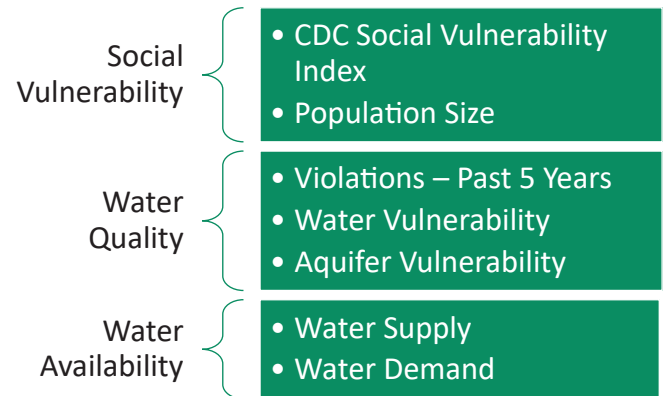 Social
Vulnerability
• CDC Social Vulnerability
Index
• Population Size
Water
Quality
• Violations – Past 5 Years
• Water Vulnerability
• Aquifer Vulnerability
Water
Availability
• Water Supply
• Water Demand